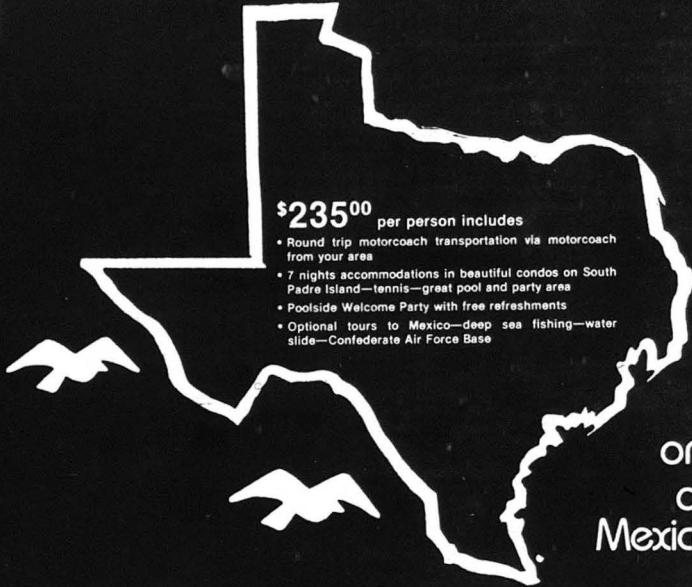 $235⁰⁰ per person includes
• Round trip motorcoach transportation via motorcoach
from your area
• 7 nights accommodations in beautiful condos on South
Padre Island—tennis—great pool and party area
• Poolside Welcome Party with free refreshments
• Optional tours to Mexico—deep sea fishing—water
slide—Confederate Air Force Base